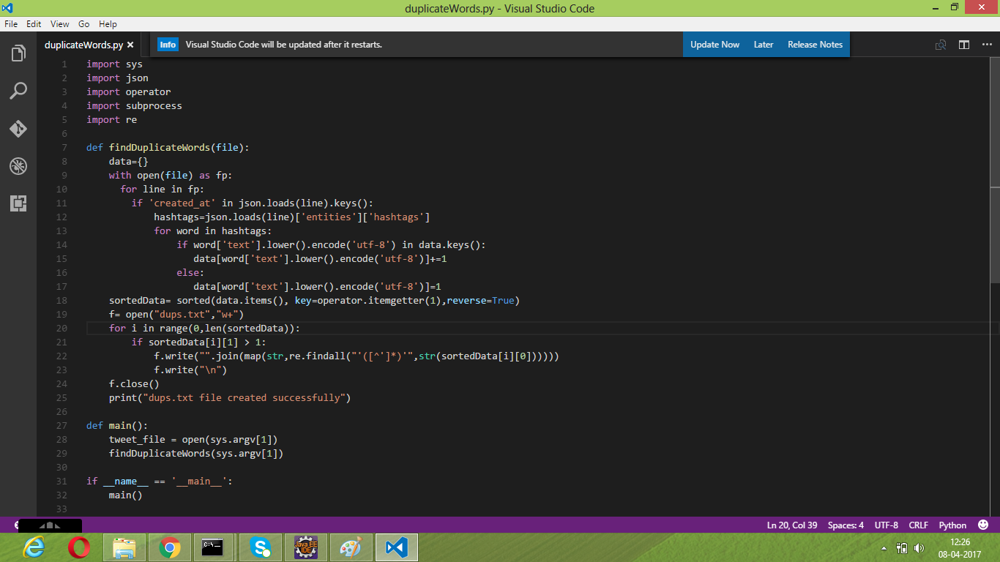 duplicateWords.py - Visual Studio Code
File Edit View Go Help
duplicateWords.py
Info Visual Studio Code will be updated after it restarts. Update Now Later Release Notes
1 import sys
2 import json
3 import operator
4 import subprocess
5 import re
6
7 def findDuplicateWords(file):
8 data={}
9 with open(file) as fp:
10 for line in fp:
11 if 'created_at' in json.loads(line).keys():
12 hashtags=json.loads(line)['entities']['hashtags']
13 for word in hashtags:
14 if word['text'].lower().encode('utf-8') in data.keys():
15 data[word['text'].lower().encode('utf-8')]+=1
16 else:
17 data[word['text'].lower().encode('utf-8')]=1
18 sortedData= sorted(data.items(), key=operator.itemgetter(1),reverse=True)
19 f= open("dups.txt","w+")
20 for i in range(0,len(sortedData)):
21 if sortedData[i][1] > 1:
22 f.write("".join(map(str,re.findall("'([^']*)'",str(sortedData[i][0])))))
23 f.write("\n")
24 f.close()
25 print("dups.txt file created successfully")
26
27 def main():
28 tweet_file = open(sys.argv[1])
29 findDuplicateWords(sys.argv[1])
30
31 if __name__ == '__main__':
32 main()
33
Ln 20, Col 39 Spaces: 4 UTF-8 CRLF Python
C:\_
Java EE IDE
12:26
08-04-2017